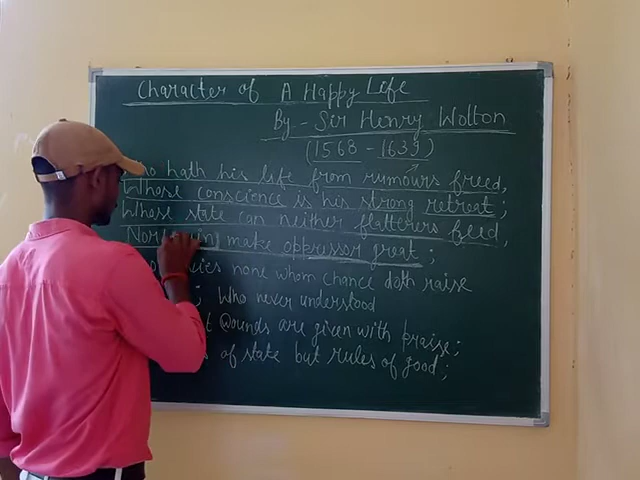 Character of A Happy Life
By - Sir Henry Wolton
(1568 - 1639)
hath his life from rumours freed,
Whose conscience is his strong retreat;
Whose state can neither flatterers feed,
Nor make oppressor great;
none whom chance doth raise
; Who never understood
Wounds are given with praise;
of state but rules of good;